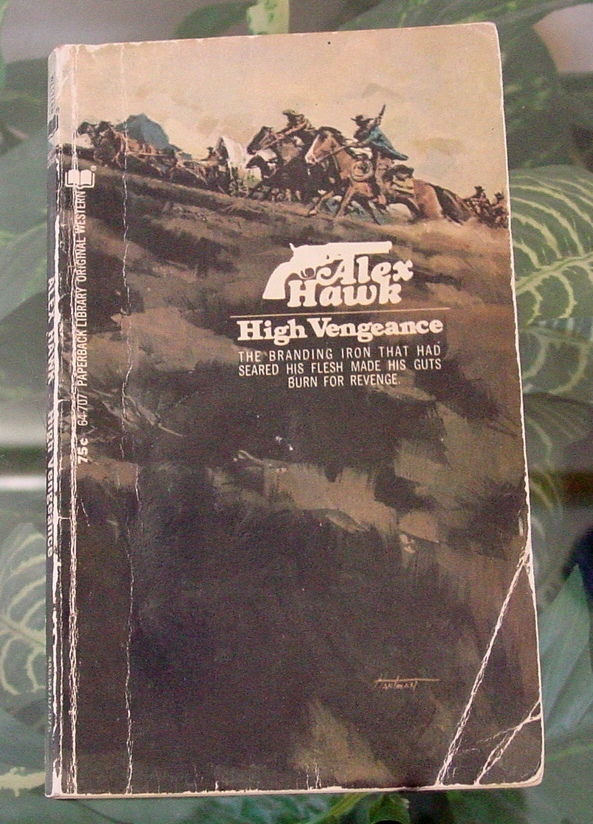 Alex
Hawk
High Vengeance
THE BRANDING IRON THAT HAD
SEARED HIS FLESH MADE HIS GUTS
BURN FOR REVENGE.
75¢ 64-707 PAPERBACK LIBRARY ORIGINAL WESTERN
ALEX HAWK High Vengeance